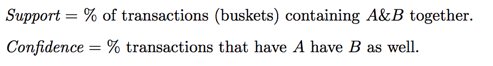 Support = % of transactions (buskets) containing A&B together.
Confidence = % transactions that have A have B as well.